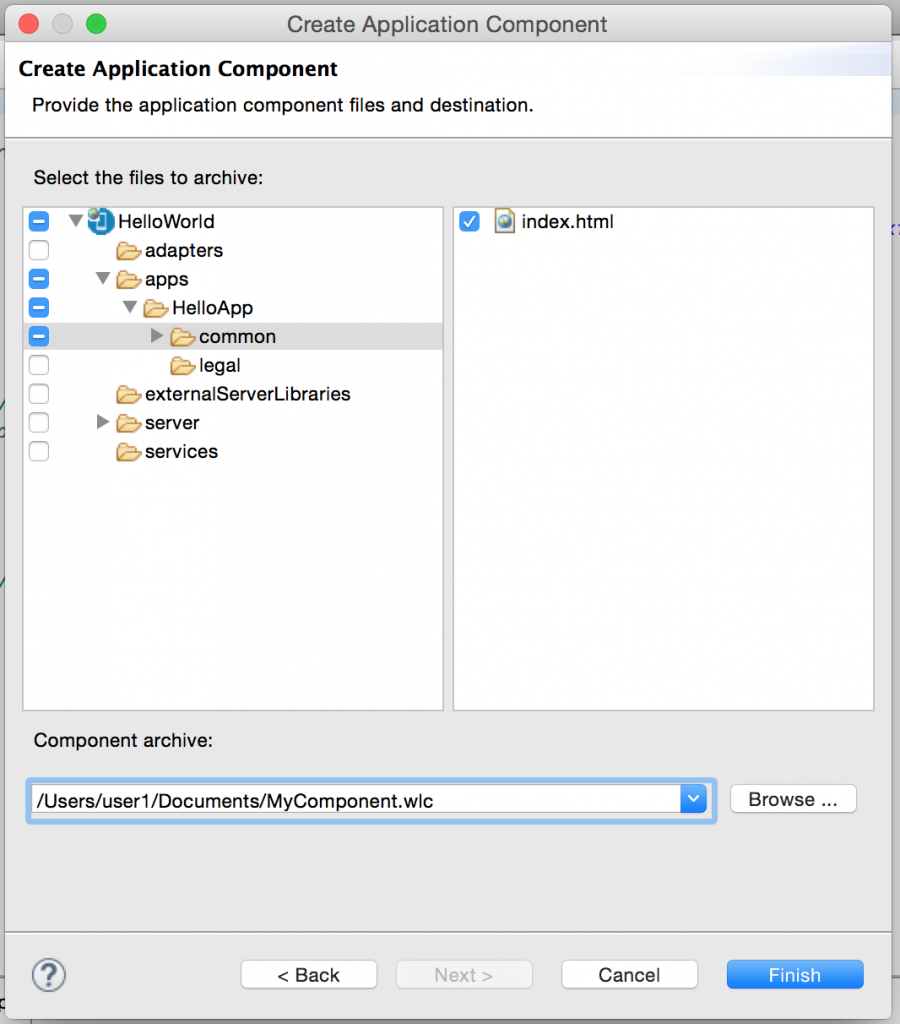 Create Application Component
Create Application Component
Provide the application component files and destination.
Select the files to archive:
HelloWorld
adapters
apps
HelloApp
common
legal
externalServerLibraries
server
services
index.html
Component archive:
/Users/user1/Documents/MyComponent.wlc
Browse ...
?
< Back
Next >
Cancel
Finish